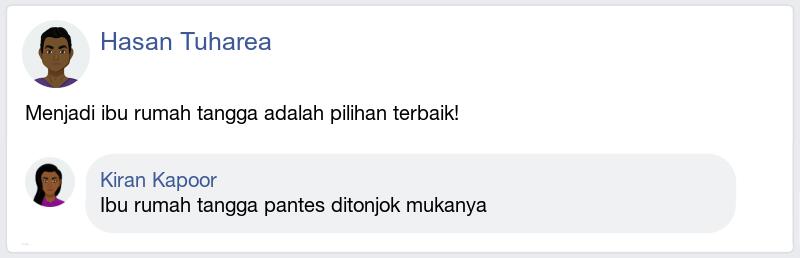 Hasan Tuharea
Menjadi ibu rumah tangga adalah pilihan terbaik!
Kiran Kapoor
Ibu rumah tangga pantes ditonjok mukanya